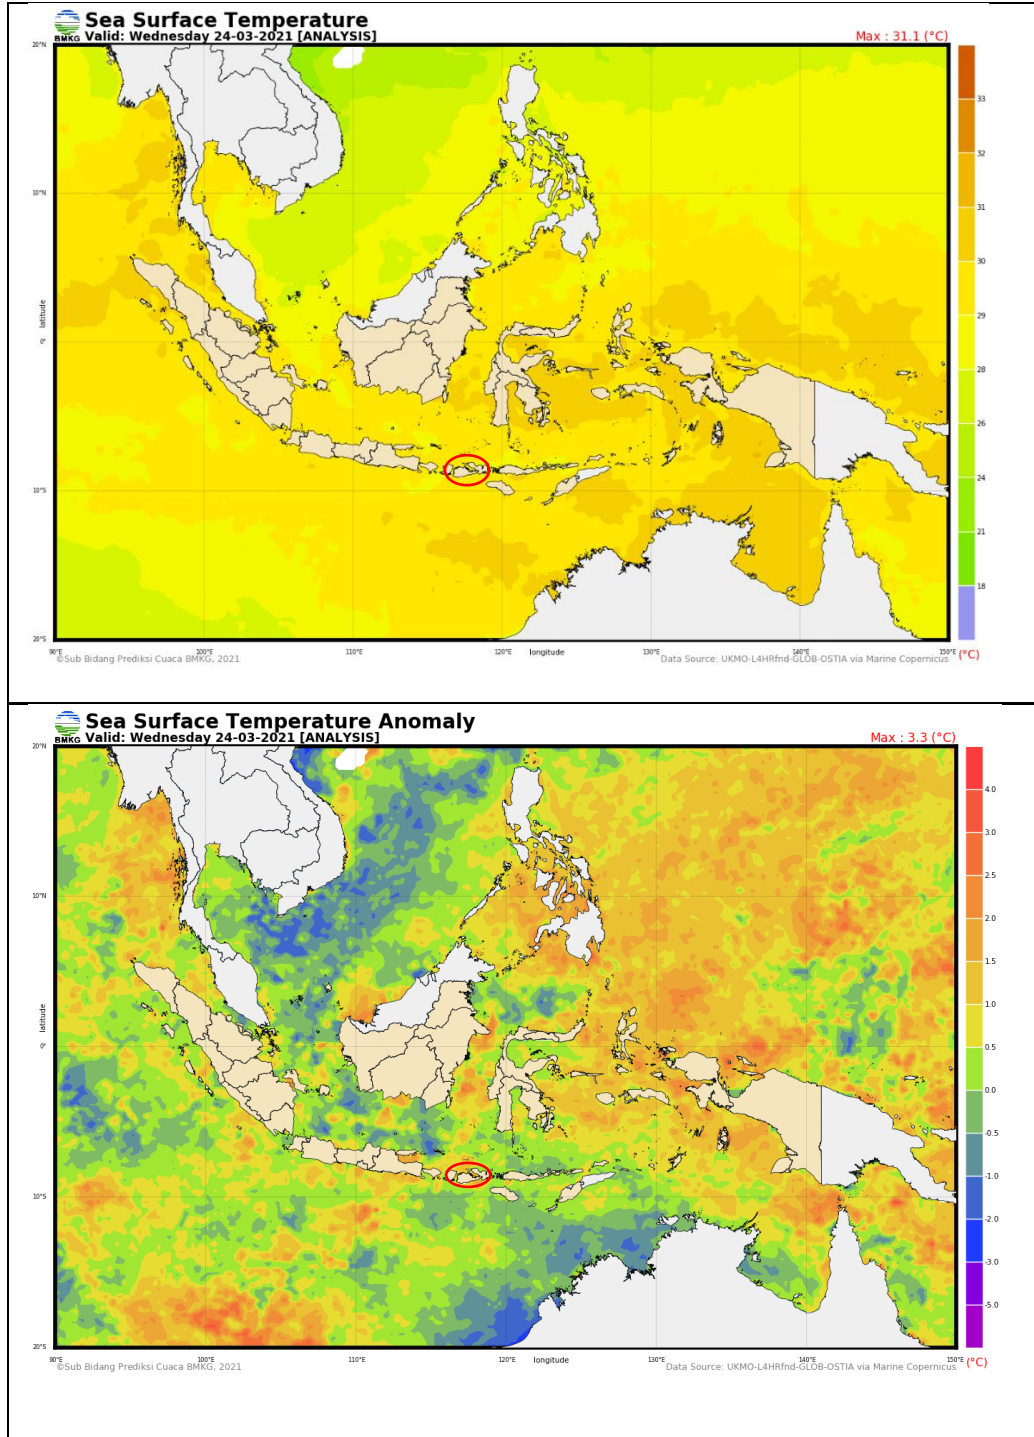 BMKG
Sea Surface Temperature
Valid: Wednesday 24-03-2021 [ANALYSIS]
Max : 31.1 (°C)
20°N
10°N
0°
10°S
20°S
latitude
33
32
31
30
29
28
26
24
21
18
(°C)
90°E
100°E
110°E
120°E
longitude
130°E
140°E
150°E
©Sub Bidang Prediksi Cuaca BMKG, 2021
Data Source: UKMO-L4HRfnd-GLOB-OSTIA via Marine Copernicus
BMKG
Sea Surface Temperature Anomaly
Valid: Wednesday 24-03-2021 [ANALYSIS]
Max : 3.3 (°C)
20°N
10°N
0°
10°S
20°S
latitude
4.0
3.0
2.5
2.0
1.5
1.0
0.5
0.0
-0.5
-1.0
-2.0
-3.0
-5.0
(°C)
90°E
100°E
110°E
120°E
longitude
130°E
140°E
150°E
©Sub Bidang Prediksi Cuaca BMKG, 2021
Data Source: UKMO-L4HRfnd-GLOB-OSTIA via Marine Copernicus